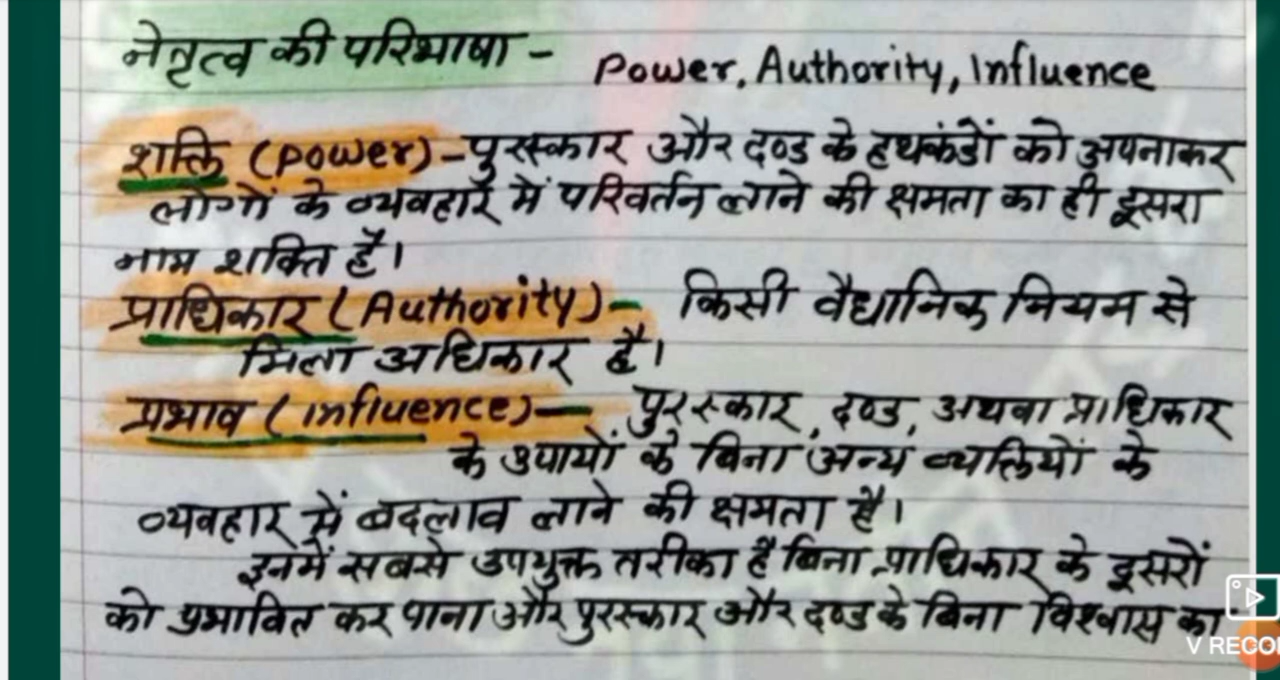 नेतृत्व की परिभाषा - Power, Authority, Influence
शक्ति (Power) - पुरस्कार और दण्ड के हथकंडों को अपनाकर
लोगों के व्यवहार में परिवर्तन लाने की क्षमता का ही दूसरा
नाम शक्ति है।
प्राधिकार (Authority) - किसी वैधानिक नियम से
मिला अधिकार है।
प्रभाव (influence) - पुरस्कार, दण्ड, अथवा प्राधिकार
के उपायों के बिना अन्य व्यक्तियों के
व्यवहार में बदलाव लाने की क्षमता है।
इनमें सबसे उपयुक्त तरीका है बिना प्राधिकार के दूसरों
को प्रभावित कर पाना और पुरस्कार और दण्ड के बिना विश्वास का
V RECO